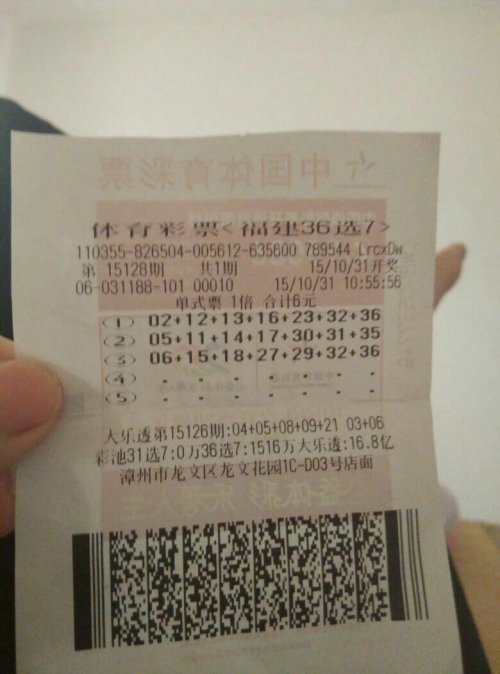 体育彩票<福建36选7>
110355-826504-005612-635600 789544 LrcxDw
第 15128期 共1期 15/10/31开奖
06-031188-101 00010 15/10/31 10:55:56
单式票 1倍 合计6元
(1) 02+12+13+16+23+32+36
(2) 05+11+14+17+30+31+35
(3) 06+15+18+27+29+32+36
(4) . . . . . . .
(5) . . . . . . .
大乐透第15126期:04+05+08+09+21 03+06
彩池31选7:0万36选7:1516万大乐透:16.8亿
漳州市龙文区龙文花园1C-D03号店面